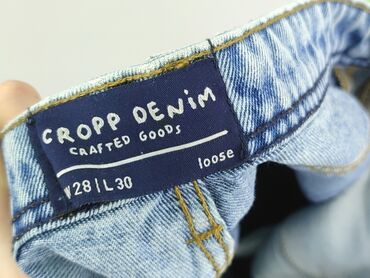 CROPP DENiM
CRAFTED GOODS
W28|L30
loose